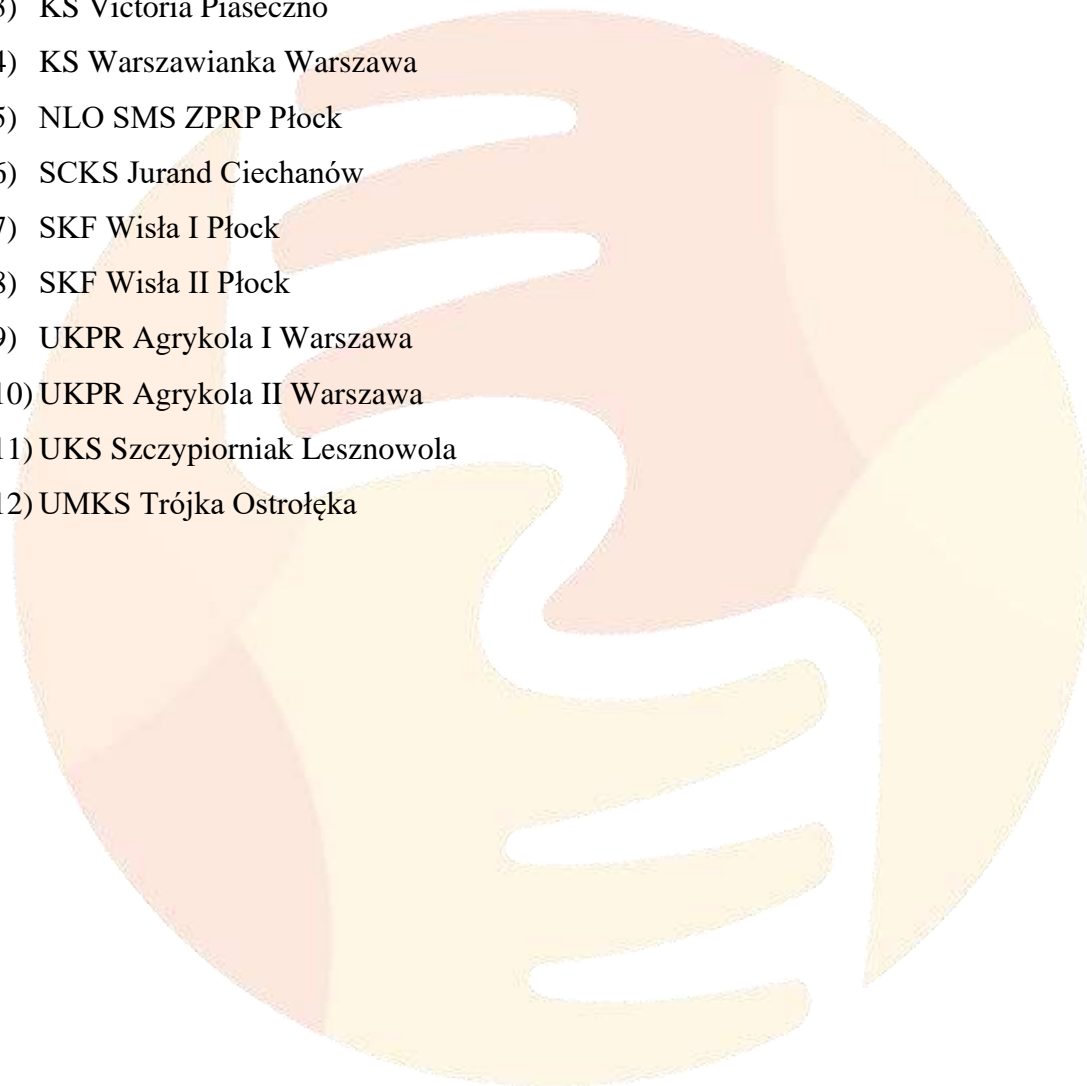 3) KS Victoria Piaseczno
4) KS Warszawianka Warszawa
5) NLO SMS ZPRP Płock
6) SCKS Jurand Ciechanów
7) SKF Wisła I Płock
8) SKF Wisła II Płock
9) UKPR Agrykola I Warszawa
10) UKPR Agrykola II Warszawa
11) UKS Szczypiorniak Lesznowola
12) UMKS Trójka Ostrołęka